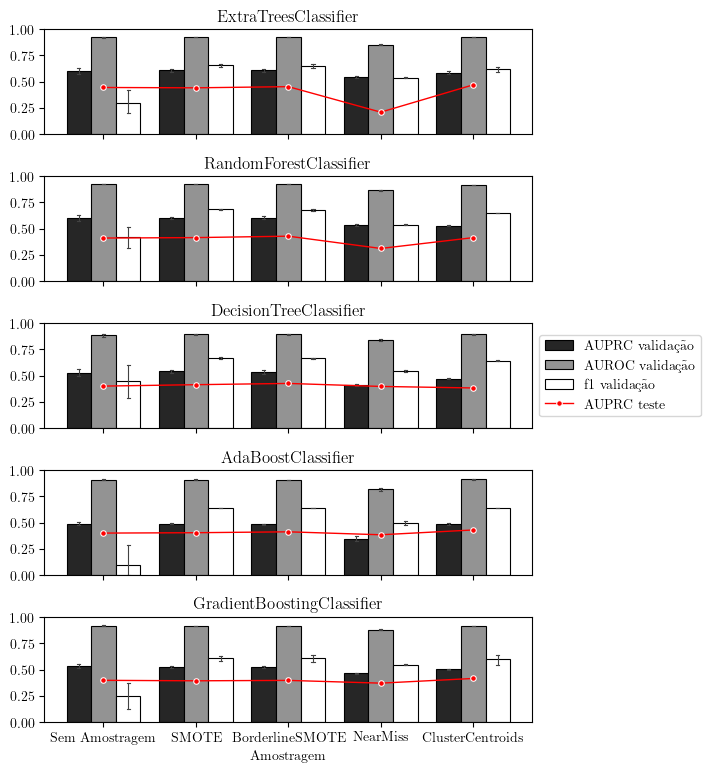 ExtraTreesClassifier
1.00
0.75
0.50
0.25
0.00
RandomForestClassifier
1.00
0.75
0.50
0.25
0.00
DecisionTreeClassifier
1.00
0.75
0.50
0.25
0.00
AUPRC validação
AUROC validação
f1 validação
AUPRC teste
AdaBoostClassifier
1.00
0.75
0.50
0.25
0.00
GradientBoostingClassifier
1.00
0.75
0.50
0.25
0.00
Sem Amostragem SMOTE BorderlineSMOTE NearMiss ClusterCentroids
Amostragem